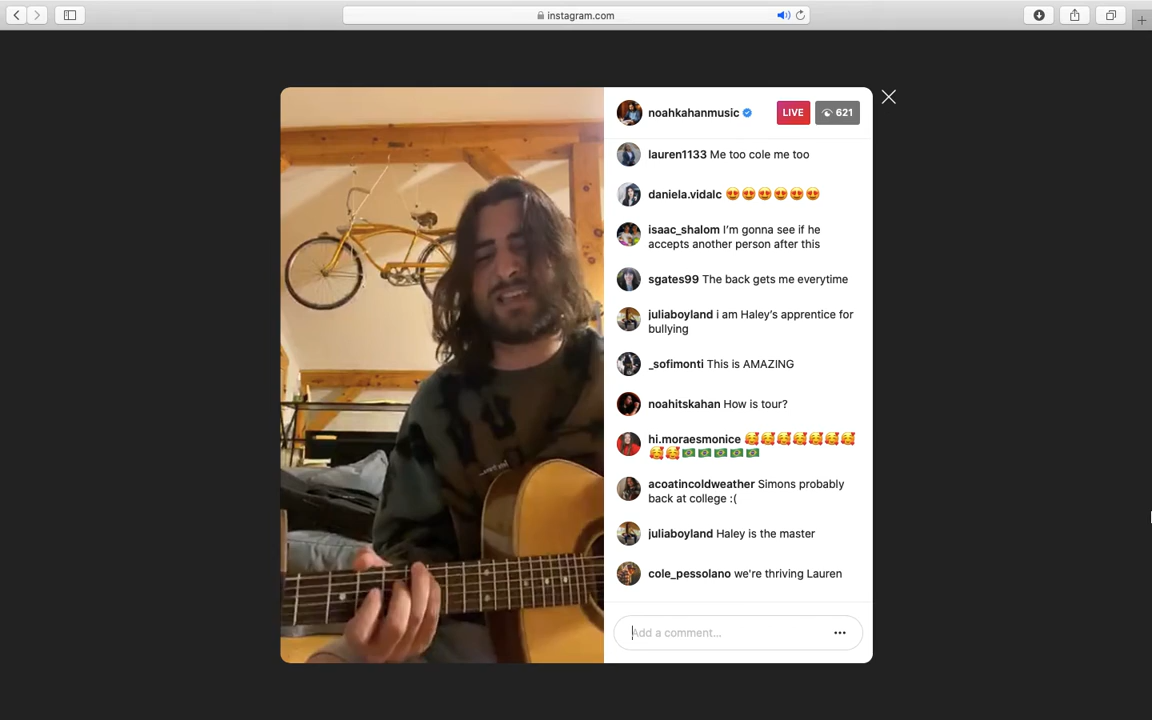 instagram.com
noahkahanmusic
LIVE
621
lauren1133 Me too cole me too
daniela.vidalc 😍😍😍😍😍😍
isaac_shalom I’m gonna see if he
accepts another person after this
sgates99 The back gets me everytime
juliaboyland i am Haley’s apprentice for
bullying
_sofimonti This is AMAZING
noahitskahan How is tour?
hi.moraesmonice 🥰🥰🥰🥰🥰🥰🥰
🥰🥰🇧🇷🇧🇷🇧🇷🇧🇷🇧🇷
acoatincoldweather Simons probably
back at college :(
juliaboyland Haley is the master
cole_pessolano we're thriving Lauren
Add a comment...